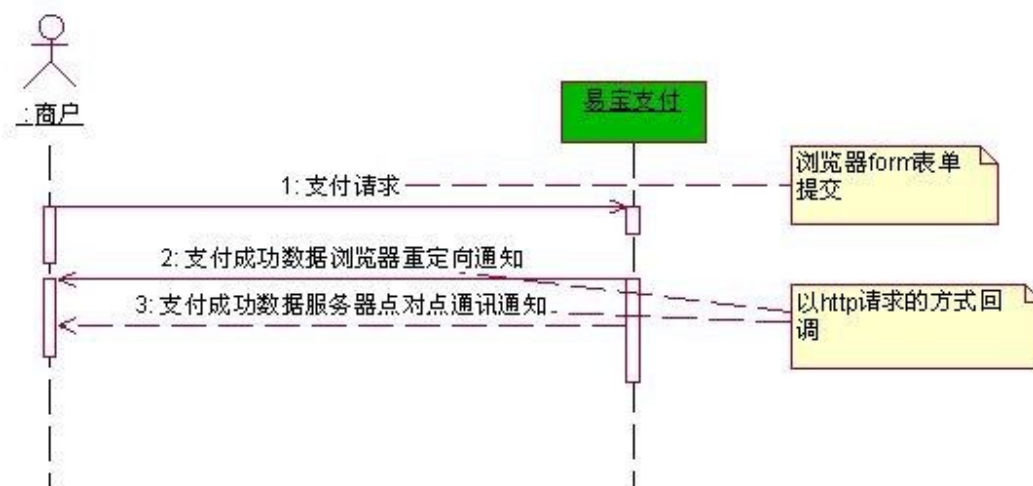 :商户
易宝支付
浏览器form表单
提交
1: 支付请求
2: 支付成功数据浏览器重定向通知
3: 支付成功数据服务器点对点通讯通知
以http请求的方式回
调